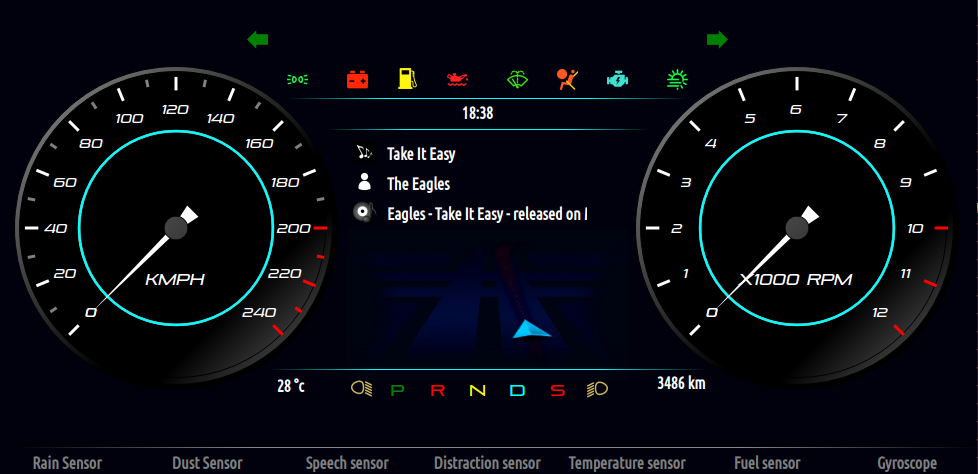 18:38
Take It Easy
The Eagles
Eagles - Take It Easy - released on
0
20
40
60
80
100
120
140
160
180
200
220
240
KMPH
0
1
2
3
4
5
6
7
8
9
10
11
12
X1000 RPM
28 °c
P R N D S
3486 km
Rain Sensor
Dust Sensor
Speech sensor
Distraction sensor
Temperature sensor
Fuel sensor
Gyroscope